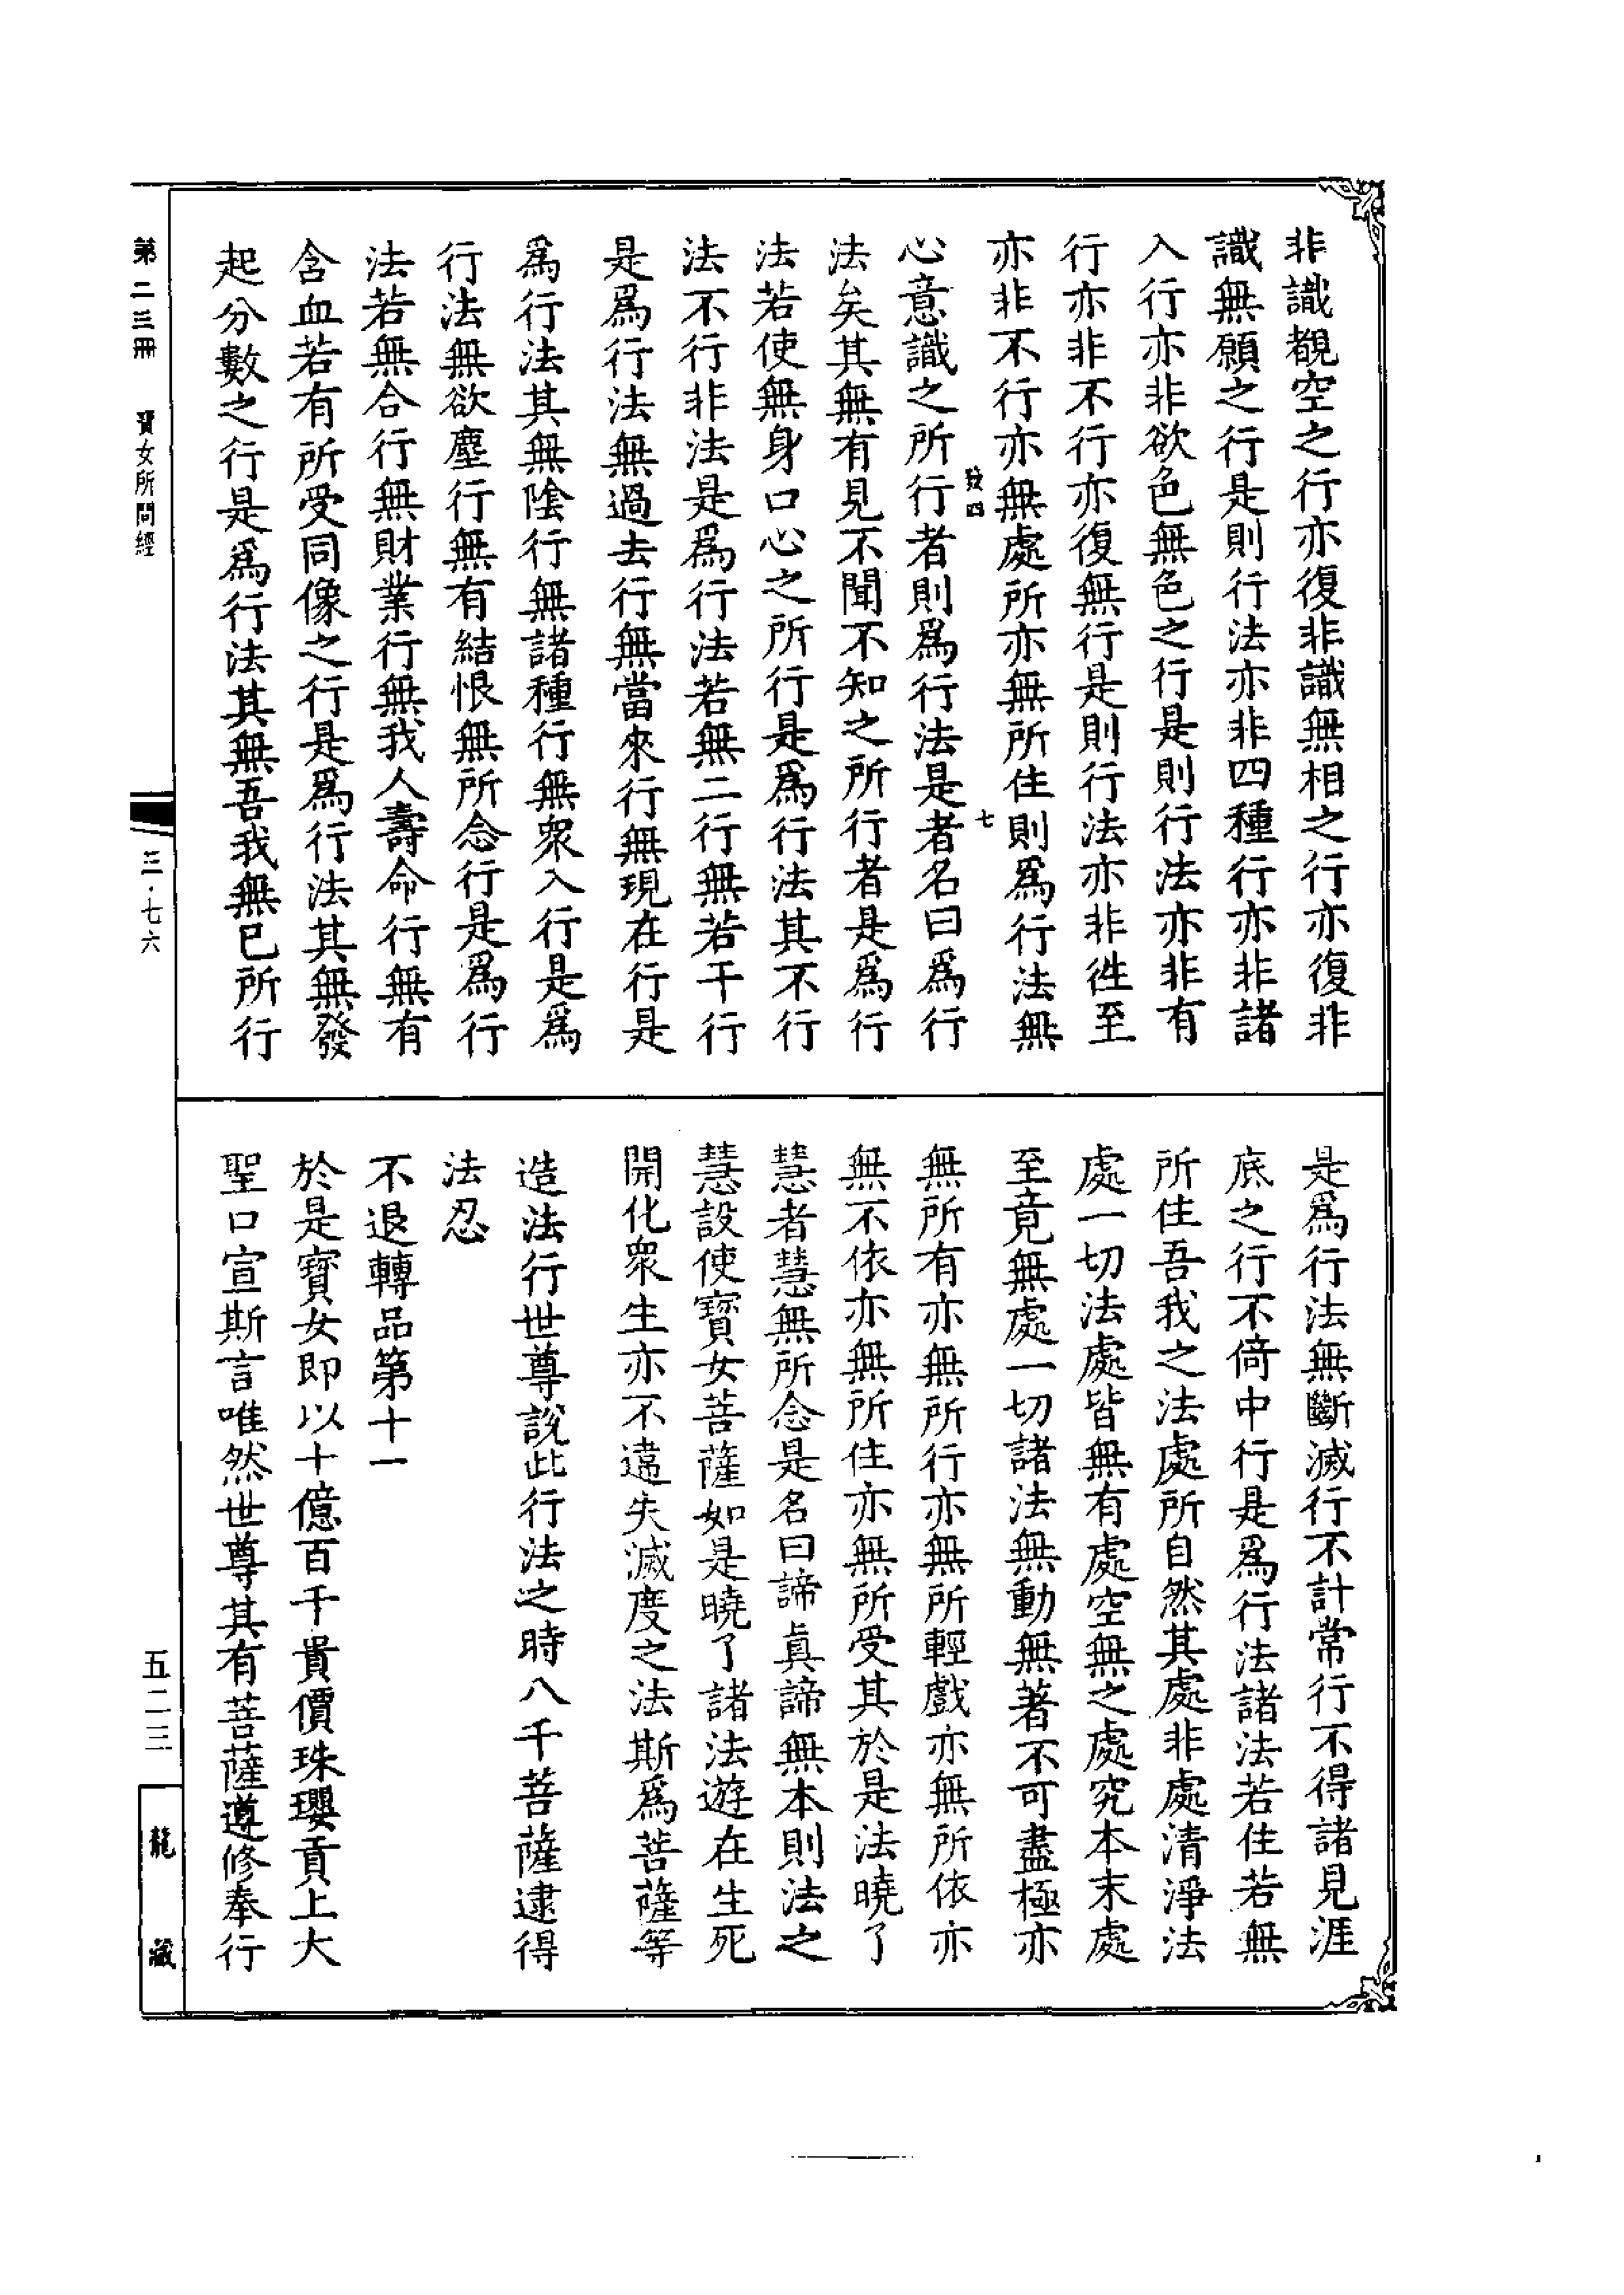 非識觀空之行亦復非識無相之行亦復非
識無願之行是則行法亦非四種行亦非諸
入行亦非欲色無色之行是則行法亦非有
行亦非不行亦復無行是則行法亦非徃至
亦非不行亦無處所亦無所住則爲行法無
七
心意識之所行者則爲行法是者名曰爲行
法矣其無有見不聞不知之所行者是爲行
法若使無身口心之所行是爲行法其不行
法不行非法是爲行法若無二行無若干行
是爲行法無過去行無當來行無現在行是
爲行法其無陰行無諸種行無衆入行是爲
行法無欲塵行無有結恨無所念行是爲行
法若無合行無財業行無我人壽命行無有
含血若有所受同像之行是爲行法其無發
起分數之行是爲行法其無吾我無已所行
是爲行法無斷滅行不計常行不得諸見涯
底之行不倚中行是爲行法諸法若住若無
所住吾我之法處所自然其處非處清淨法
處一切法處皆無有處空無之處究本末處
至竟無處一切諸法無動無著不可盡極亦
無所有亦無所行亦無所輕戲亦無所依亦
無不依亦無所住亦無所受其於是法曉了
慧者慧無所念是名曰諦眞諦無本則法之
慧設使寶女菩薩如是曉了諸法遊在生死
開化衆生亦不違失滅度之法斯爲菩薩等
造法行世尊說此行法之時八千菩薩逮得
法忍
不退轉品第十一
於是寶女即以十億百千貴價珠瓔貢上大
聖口宣斯言唯然世尊其有菩薩遵修奉行
第二三冊 寶女所問經
三·七六
五二三
龍藏